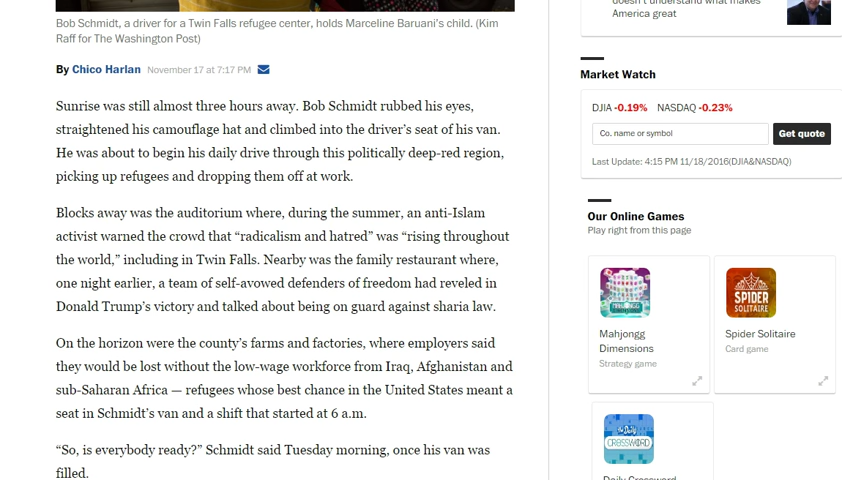 Bob Schmidt, a driver for a Twin Falls refugee center, holds Marceline Baruani's child. (Kim
Raff for The Washington Post)
By Chico Harlan November 17 at 7:17 PM
Sunrise was still almost three hours away. Bob Schmidt rubbed his eyes,
straightened his camouflage hat and climbed into the driver's seat of his van.
He was about to begin his daily drive through this politically deep-red region,
picking up refugees and dropping them off at work.
Blocks away was the auditorium where, during the summer, an anti-Islam
activist warned the crowd that “radicalism and hatred” was “rising throughout
the world,” including in Twin Falls. Nearby was the family restaurant where,
one night earlier, a team of self-avowed defenders of freedom had reveled in
Donald Trump's victory and talked about being on guard against sharia law.
On the horizon were the county's farms and factories, where employers said
they would be lost without the low-wage workforce from Iraq, Afghanistan and
sub-Saharan Africa — refugees whose best chance in the United States meant a
seat in Schmidt's van and a shift that started at 6 a.m.
“So, is everybody ready?” Schmidt said Tuesday morning, once his van was
filled.
doesn't understand what makes
America great
Market Watch
DJIA -0.19% NASDAQ -0.23%
Co. name or symbol
Get quote
Last Update: 4:15 PM 11/18/2016(DJIA&NASDAQ)
Our Online Games
Play right from this page
MAHJONGG
DIMENSIONS
Mahjongg
Dimensions
Strategy game
SPIDER
SOLITAIRE
Spider Solitaire
Card game
the Daily
CROSSWORD
Daily Crossword